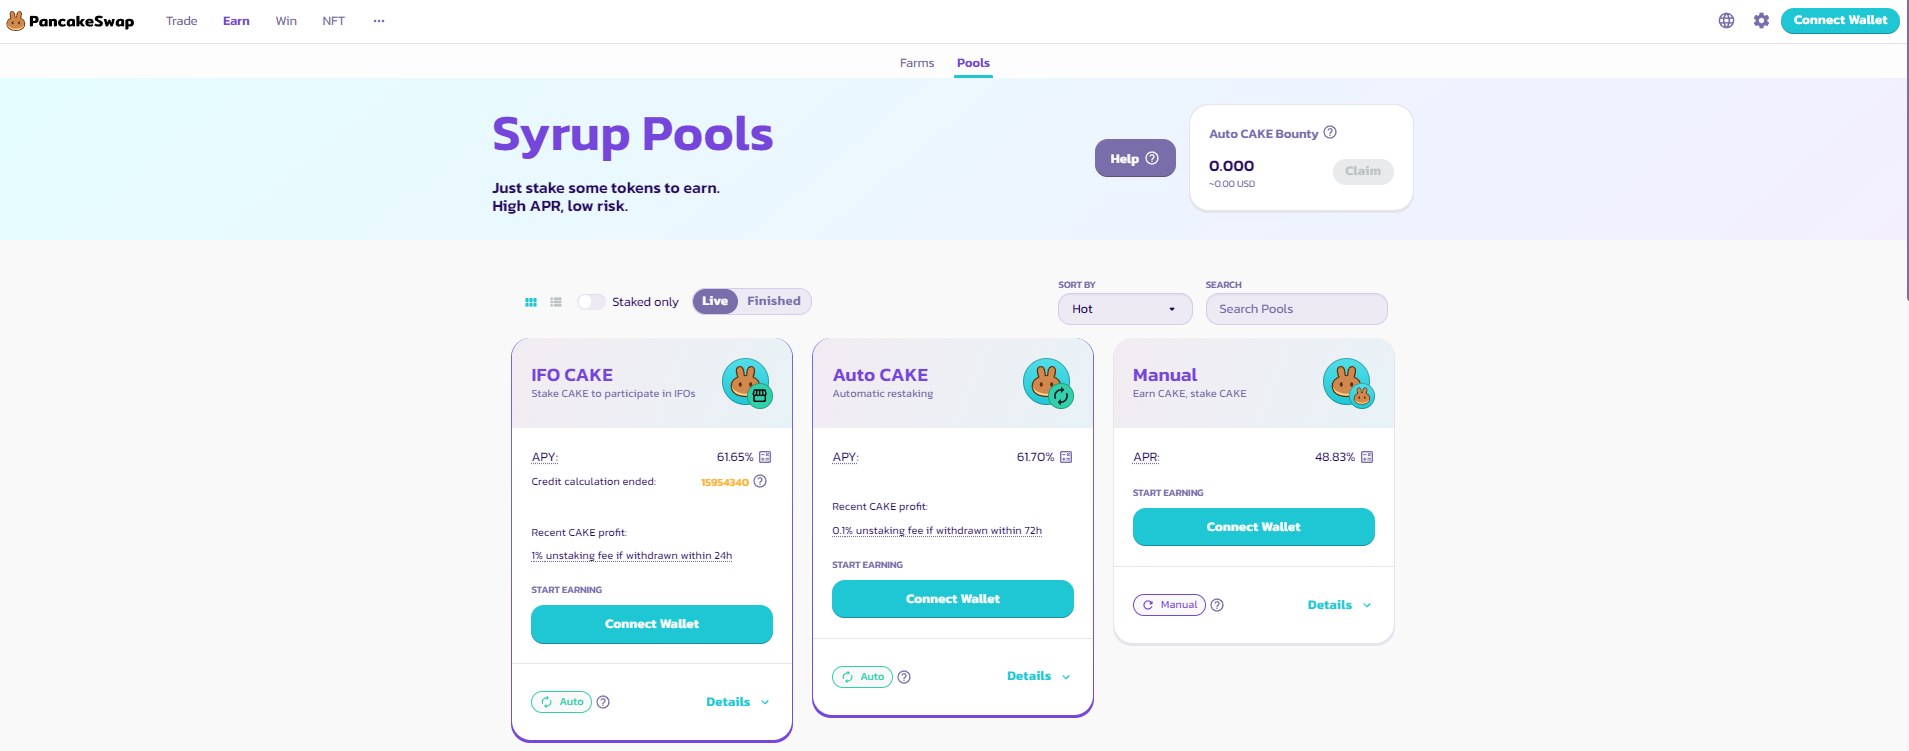 PancakeSwap Trade Earn Win NFT ··· Connect Wallet
Farms Pools
Syrup Pools
Just stake some tokens to earn.
High APR, low risk.
Help
Auto CAKE Bounty
0.000
~0.00 USD
Claim
Staked only Live Finished
SORT BY
Hot
SEARCH
Search Pools
IFO CAKE
Stake CAKE to participate in IFOs
APY: 61.65%
Credit calculation ended: 15954340
Recent CAKE profit:
1% unstaking fee if withdrawn within 24h
START EARNING
Connect Wallet
Auto Details
Auto CAKE
Automatic restaking
APY: 61.70%
Recent CAKE profit:
0.1% unstaking fee if withdrawn within 72h
START EARNING
Connect Wallet
Auto Details
Manual
Earn CAKE, stake CAKE
APR: 48.83%
START EARNING
Connect Wallet
Manual Details